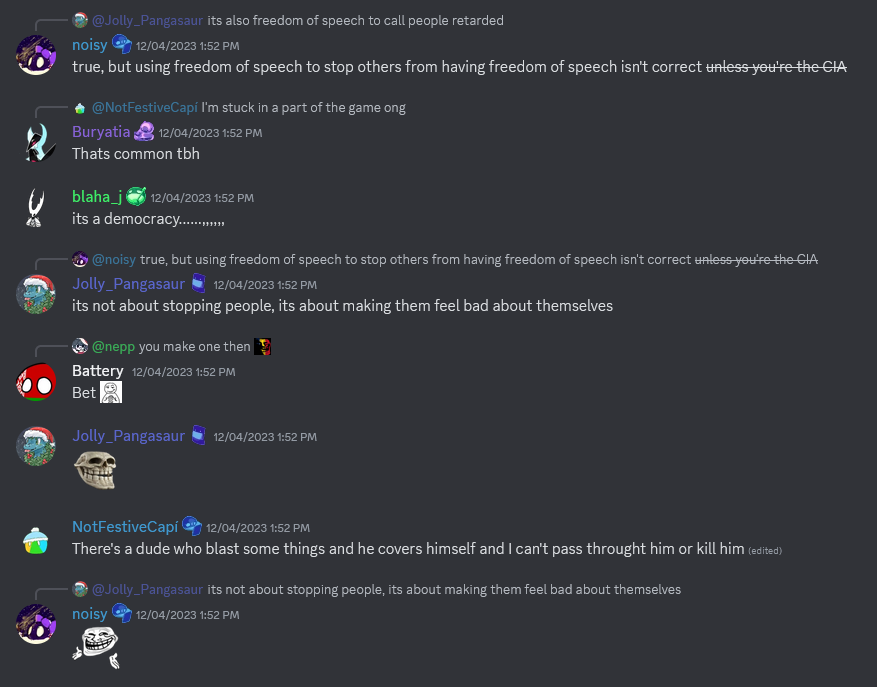 @Jolly_Pangasaur its also freedom of speech to call people retarded
noisy 12/04/2023 1:52 PM
true, but using freedom of speech to stop others from having freedom of speech isn't correct unless you're the CIA
@NotFestiveCapí I'm stuck in a part of the game ong
Buryatia 12/04/2023 1:52 PM
Thats common tbh
blaha_j 12/04/2023 1:52 PM
its a democracy......,,,,,,
@noisy true, but using freedom of speech to stop others from having freedom of speech isn't correct unless you're the CIA
Jolly_Pangasaur 12/04/2023 1:52 PM
its not about stopping people, its about making them feel bad about themselves
@nepp you make one then
Battery 12/04/2023 1:52 PM
Bet
Jolly_Pangasaur 12/04/2023 1:52 PM
NotFestiveCapí 12/04/2023 1:52 PM
There's a dude who blast some things and he covers himself and I can't pass throught him or kill him (edited)
@Jolly_Pangasaur its not about stopping people, its about making them feel bad about themselves
noisy 12/04/2023 1:52 PM